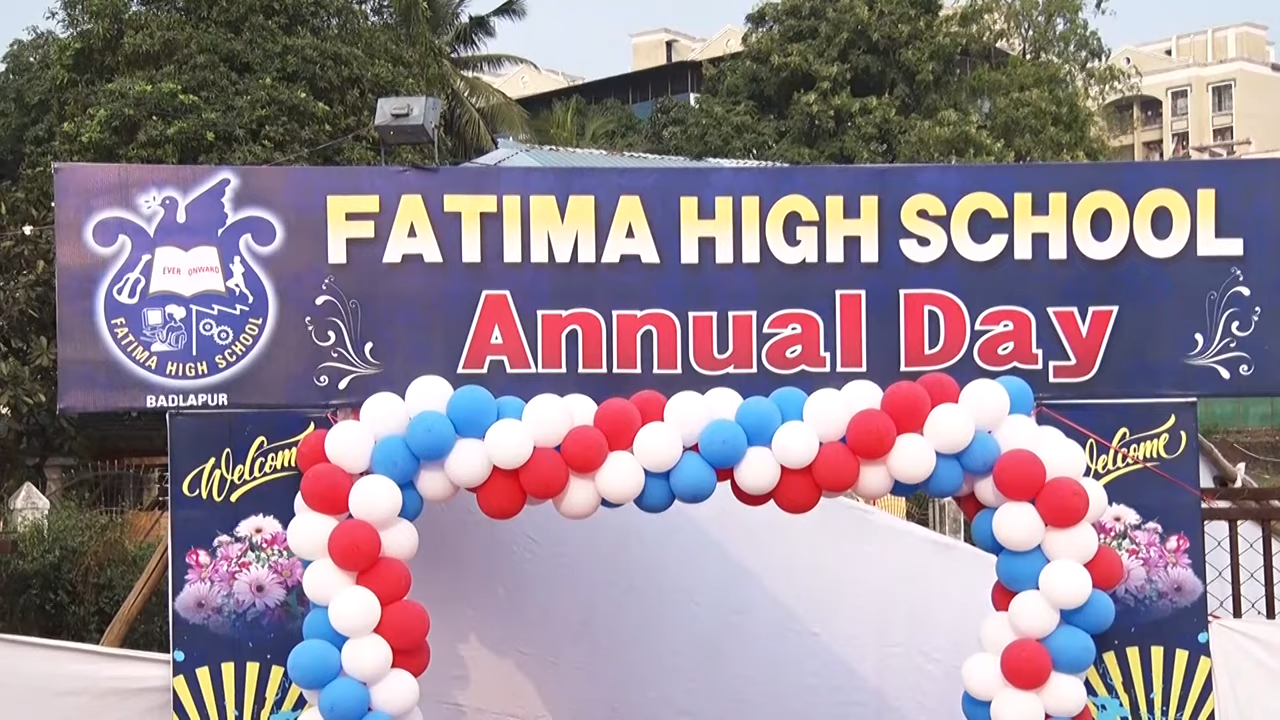 FATIMA HIGH SCHOOL
Annual Day
EVER ONWARD
FATIMA HIGH SCHOOL
BADLAPUR
Welcome
Welcome